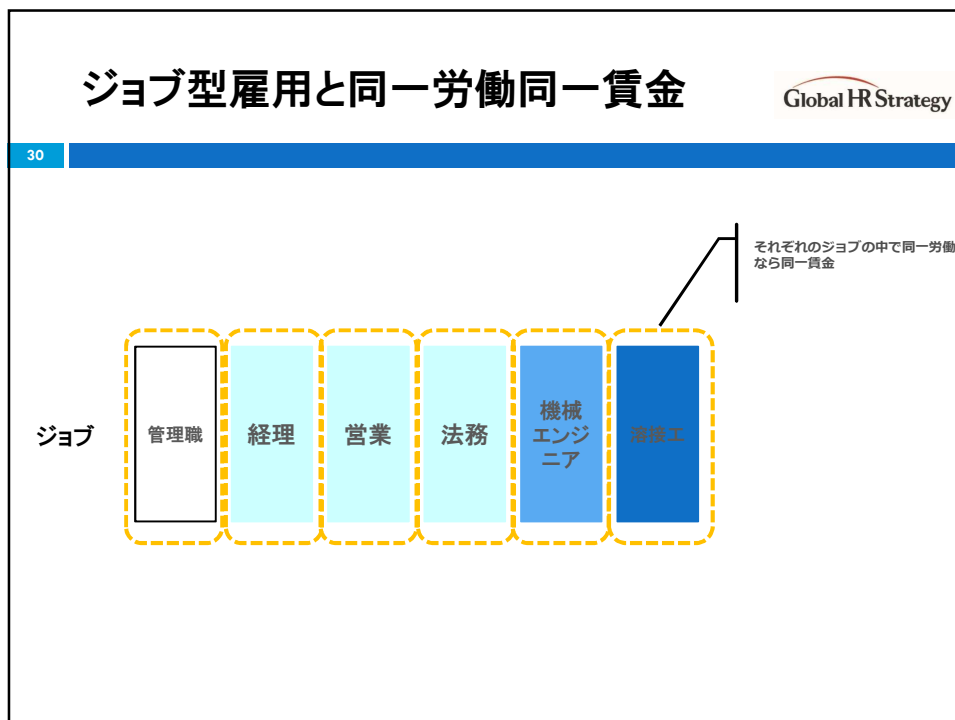 ジョブ型雇用と同一労働同一賃金
Global HR Strategy
30
それぞれのジョブの中で同一労働
なら同一賃金
ジョブ
管理職
経理
営業
法務
機械
エンジ
ニア